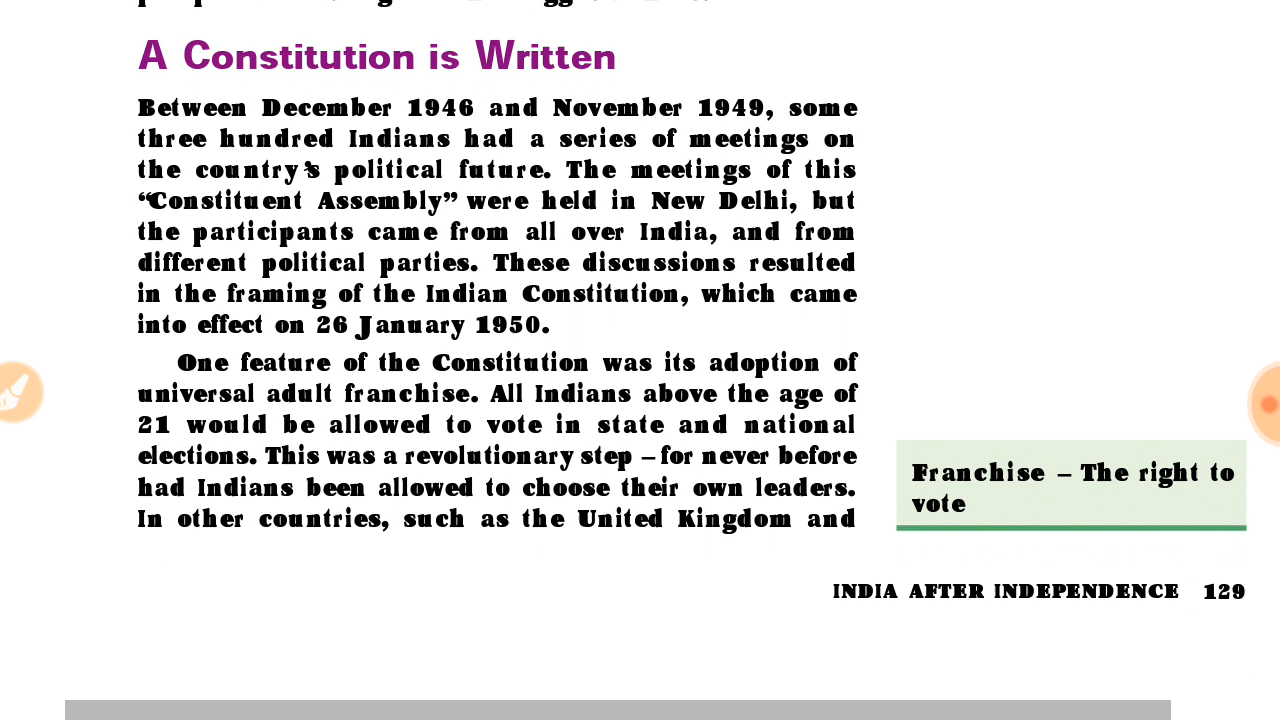 A Constitution is Written
Between December 1946 and November 1949, some
three hundred Indians had a series of meetings on
the country's political future. The meetings of this
“Constituent Assembly” were held in New Delhi, but
the participants came from all over India, and from
different political parties. These discussions resulted
in the framing of the Indian Constitution, which came
into effect on 26 January 1950.
One feature of the Constitution was its adoption of
universal adult franchise. All Indians above the age of
21 would be allowed to vote in state and national
elections. This was a revolutionary step – for never before
had Indians been allowed to choose their own leaders.
In other countries, such as the United Kingdom and
Franchise – The right to
vote
INDIA AFTER INDEPENDENCE 129